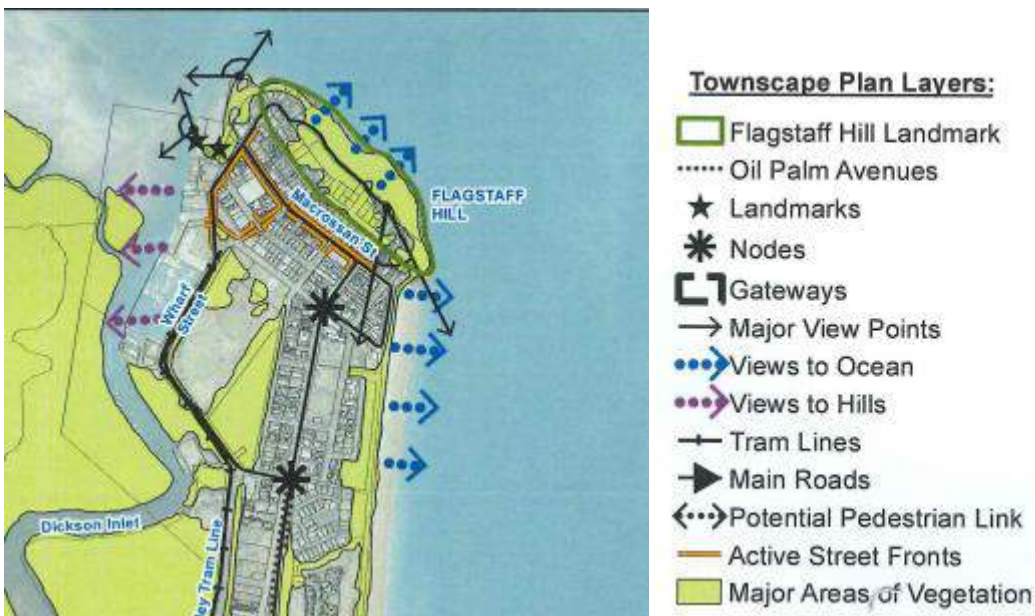 FLAGSTAFF
HILL
Macrossan St
Wharf
Street
Dickson Inlet
ley Tram Line
Townscape Plan Layers:
Flagstaff Hill Landmark
Oil Palm Avenues
Landmarks
Nodes
Gateways
Major View Points
Views to Ocean
Views to Hills
Tram Lines
Main Roads
Potential Pedestrian Link
Active Street Fronts
Major Areas of Vegetation